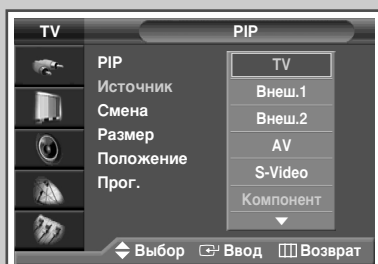 TV PIP
PIP
Источник
Смена
Размер
Положение
Прог.
TV
Внеш.1
Внеш.2
AV
S-Video
Компонент
Выбор Ввод Возврат